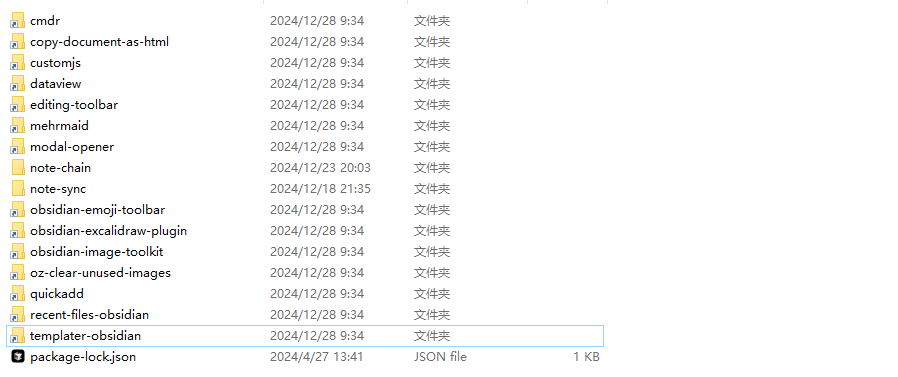 cmdr 2024/12/28 9:34 文件夹
copy-document-as-html 2024/12/28 9:34 文件夹
customjs 2024/12/28 9:34 文件夹
dataview 2024/12/28 9:34 文件夹
editing-toolbar 2024/12/28 9:34 文件夹
mehrmaid 2024/12/28 9:34 文件夹
modal-opener 2024/12/28 9:34 文件夹
note-chain 2024/12/23 20:03 文件夹
note-sync 2024/12/18 21:35 文件夹
obsidian-emoji-toolbar 2024/12/28 9:34 文件夹
obsidian-excalidraw-plugin 2024/12/28 9:34 文件夹
obsidian-image-toolkit 2024/12/28 9:34 文件夹
oz-clear-unused-images 2024/12/28 9:34 文件夹
quickadd 2024/12/28 9:34 文件夹
recent-files-obsidian 2024/12/28 9:34 文件夹
templater-obsidian 2024/12/28 9:34 文件夹
package-lock.json 2024/4/27 13:41 JSON file 1 KB